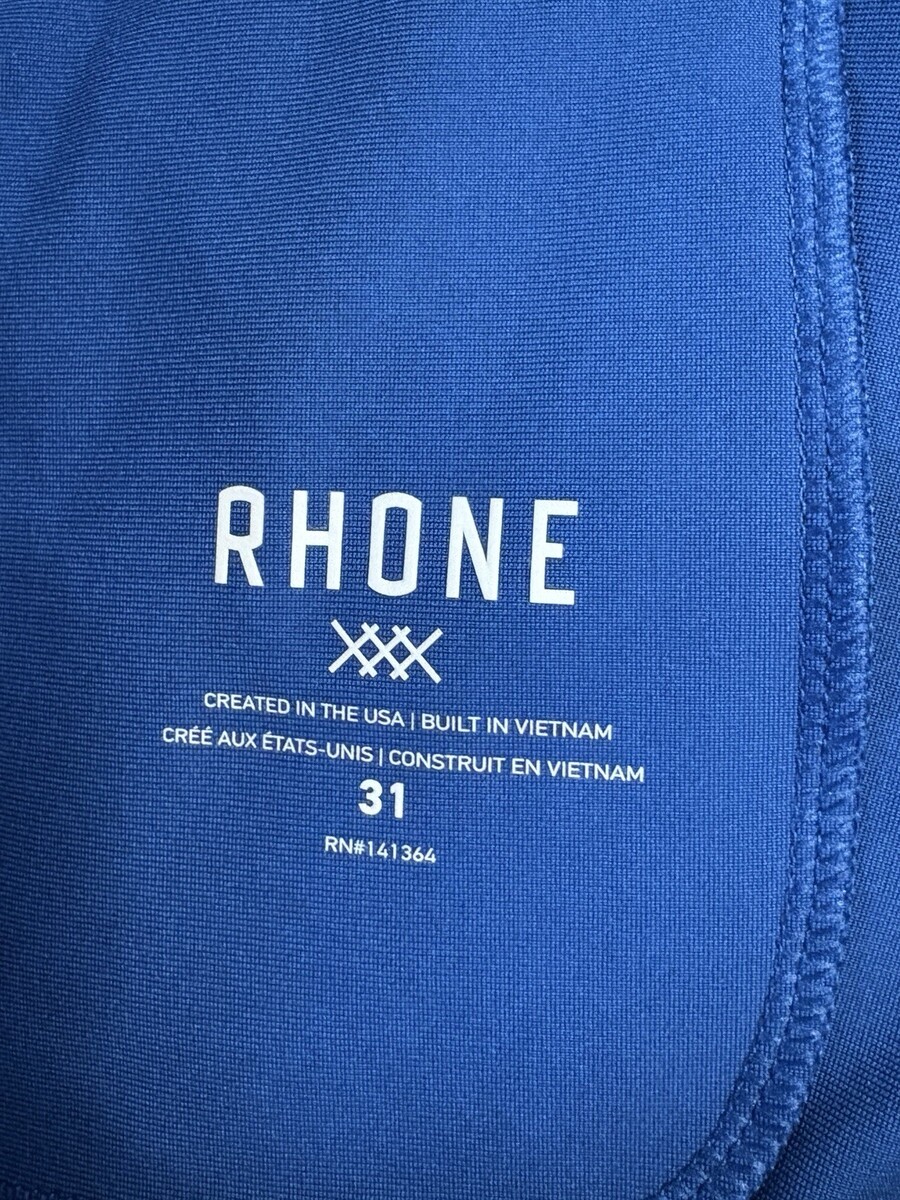 RHONE
CREATED IN THE USA | BUILT IN VIETNAM
CRÉÉ AUX ÉTATS-UNIS | CONSTRUIT EN VIETNAM
31
RN#141364